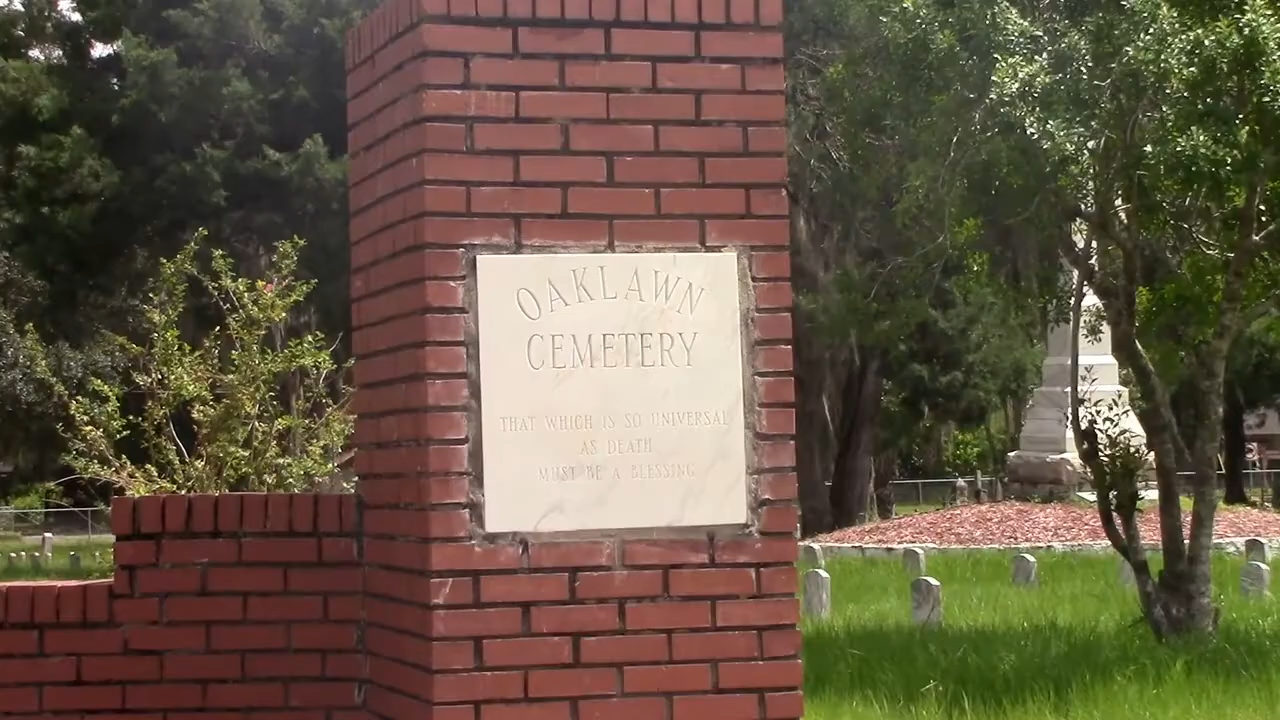 OAKLAWN
CEMETERY
THAT WHICH IS SO UNIVERSAL
AS DEATH
MUST BE A BLESSING